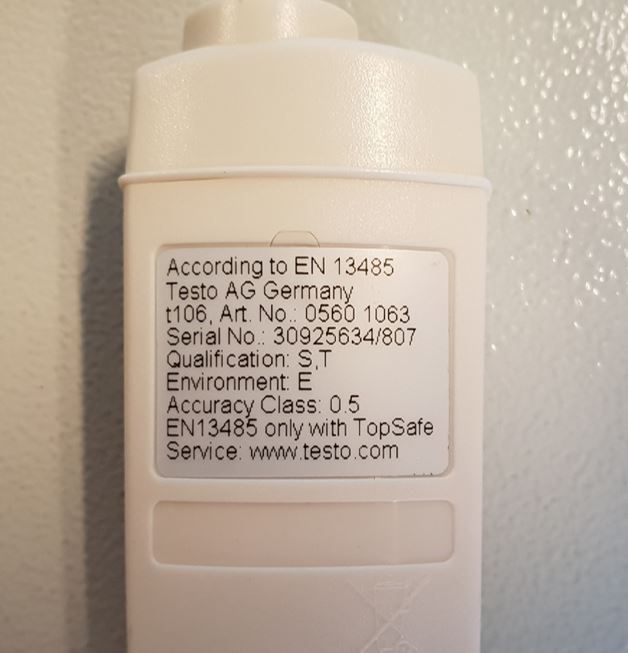 According to EN 13485
Testo AG Germany
t106, Art. No.: 0560 1063
Serial No.: 30925634/807
Qualification: S,T
Environment: E
Accuracy Class: 0.5
EN13485 only with TopSafe
Service: www.testo.com